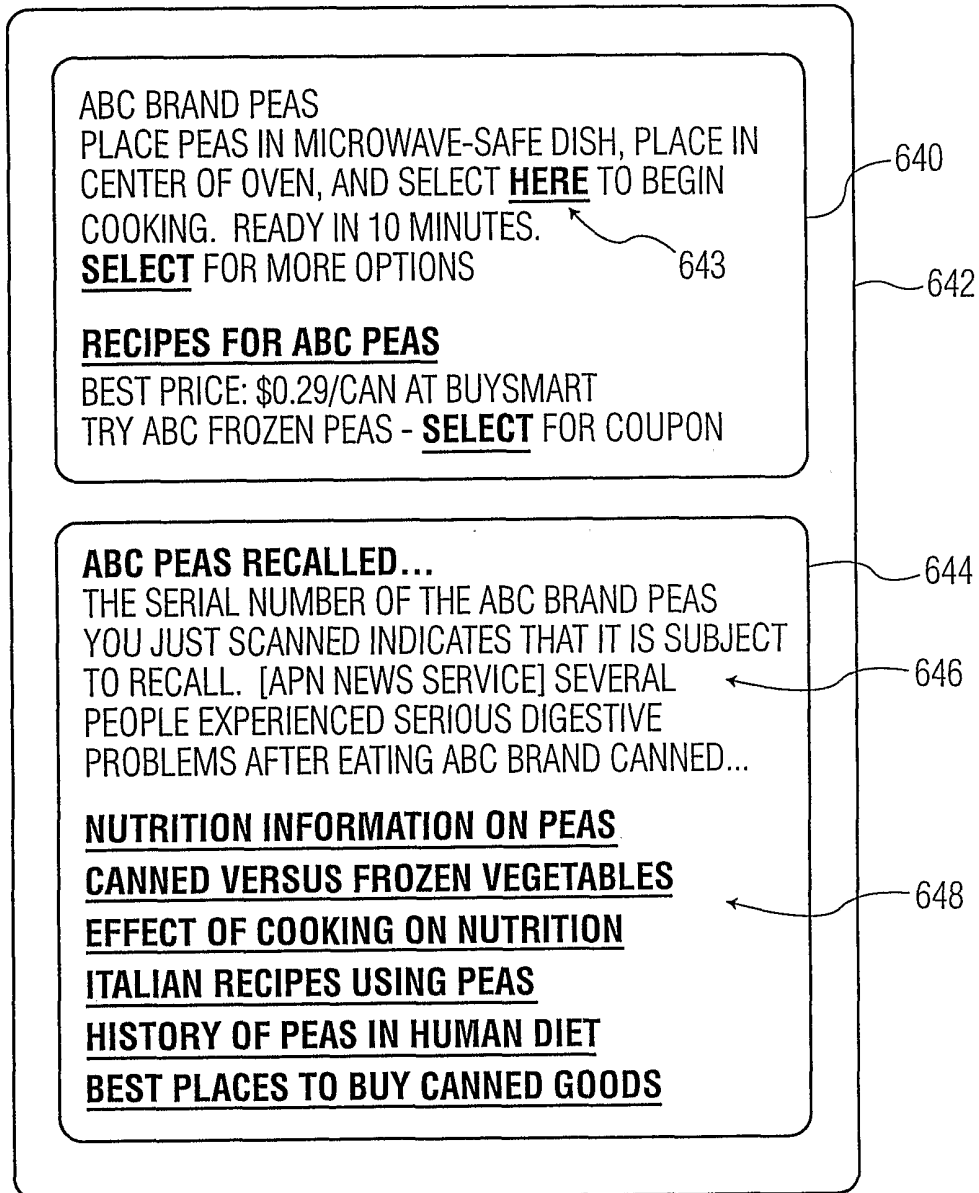 ABC BRAND PEAS
PLACE PEAS IN MICROWAVE-SAFE DISH, PLACE IN
CENTER OF OVEN, AND SELECT HERE TO BEGIN
COOKING. READY IN 10 MINUTES.
SELECT FOR MORE OPTIONS
RECIPES FOR ABC PEAS
BEST PRICE: $0.29/CAN AT BUYSMART
TRY ABC FROZEN PEAS - SELECT FOR COUPON
640
643
642
ABC PEAS RECALLED...
THE SERIAL NUMBER OF THE ABC BRAND PEAS
YOU JUST SCANNED INDICATES THAT IT IS SUBJECT
TO RECALL. [APN NEWS SERVICE] SEVERAL
PEOPLE EXPERIENCED SERIOUS DIGESTIVE
PROBLEMS AFTER EATING ABC BRAND CANNED...
644
646
NUTRITION INFORMATION ON PEAS
CANNED VERSUS FROZEN VEGETABLES
EFFECT OF COOKING ON NUTRITION
ITALIAN RECIPES USING PEAS
HISTORY OF PEAS IN HUMAN DIET
BEST PLACES TO BUY CANNED GOODS
648